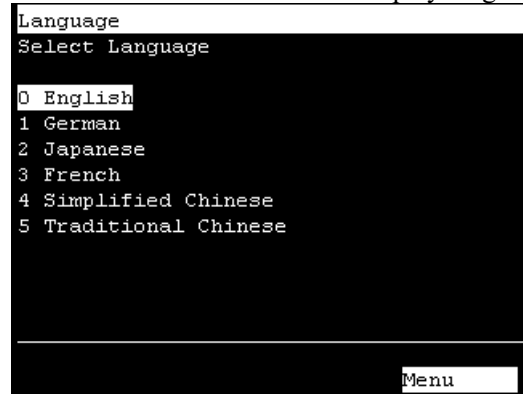 Language
Select Language
0 English
1 German
2 Japanese
3 French
4 Simplified Chinese
5 Traditional Chinese
Menu